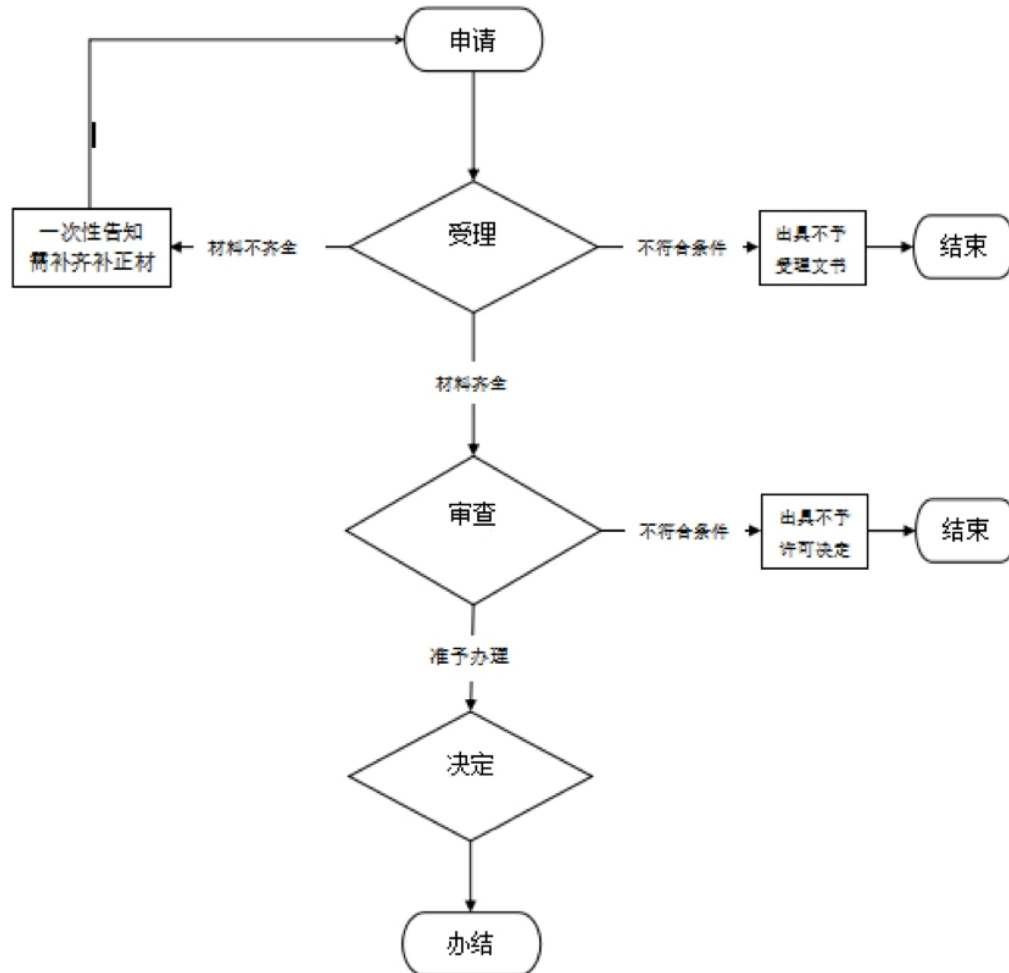 申请
一次性告知
需补齐补正材
材料不齐全
受理
不符合条件
出具不予
受理文书
结束
材料齐全
审查
不符合条件
出具不予
许可决定
结束
准予办理
决定
办结